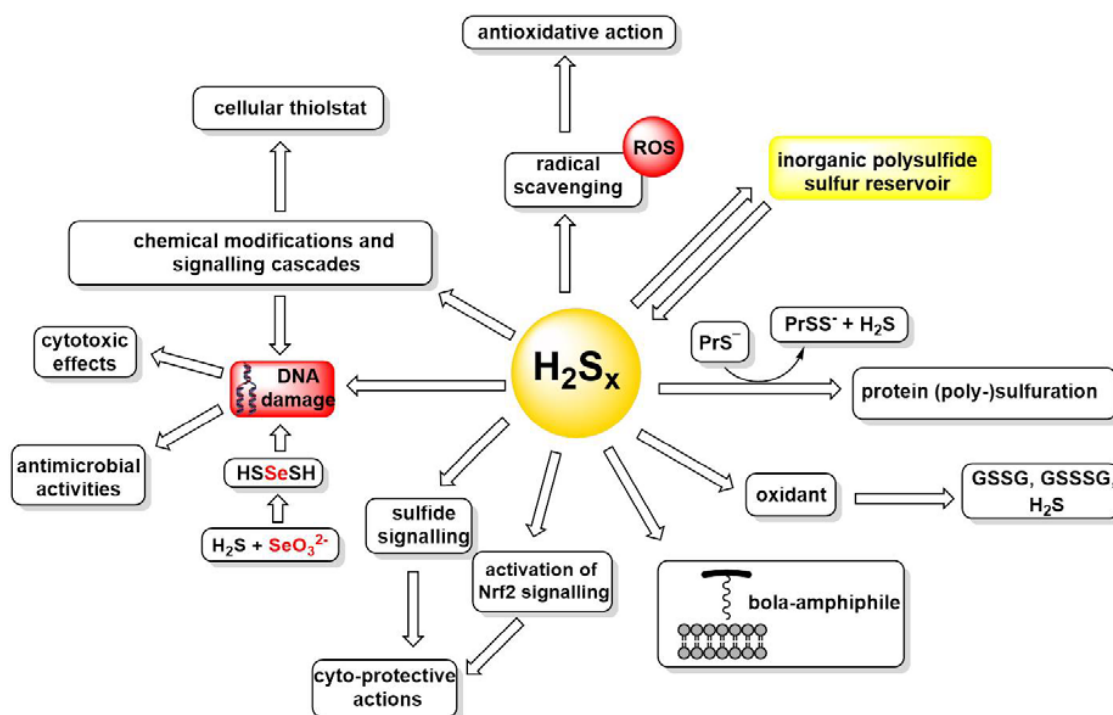 antioxidative action
cellular thiolstat
ROS
radical
scavenging
inorganic polysulfide
sulfur reservoir
chemical modifications and
signalling cascades
PrS⁻
PrSS⁻ + H₂S
cytotoxic
effects
DNA
damage
H₂Sₓ
protein (poly-)sulfuration
antimicrobial
activities
HSSeSH
H₂S + SeO₃²⁻
sulfide
signalling
oxidant
GSSG, GSSSG,
H₂S
activation of
Nrf2 signalling
bola-amphiphile
cyto-protective
actions